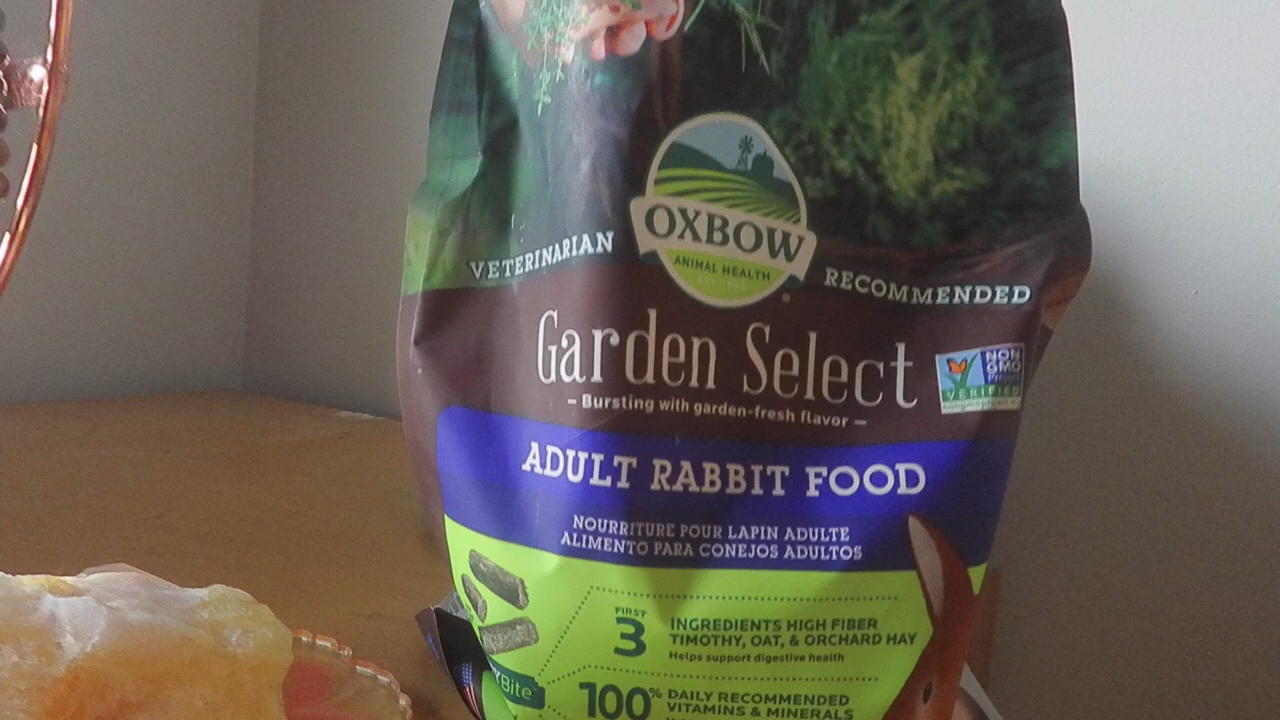 OXBOW
ANIMAL HEALTH
VETERINARIAN
RECOMMENDED
Garden Select
– Bursting with garden-fresh flavor –
NON
GMO
Project
VERIFIED
ADULT RABBIT FOOD
NOURRITURE POUR LAPIN ADULTE
ALIMENTO PARA CONEJOS ADULTOS
FIRST
3
INGREDIENTS HIGH FIBER
TIMOTHY, OAT, & ORCHARD HAY
Helps support digestive health
Bite
100%
DAILY RECOMMENDED
VITAMINS & MINERALS